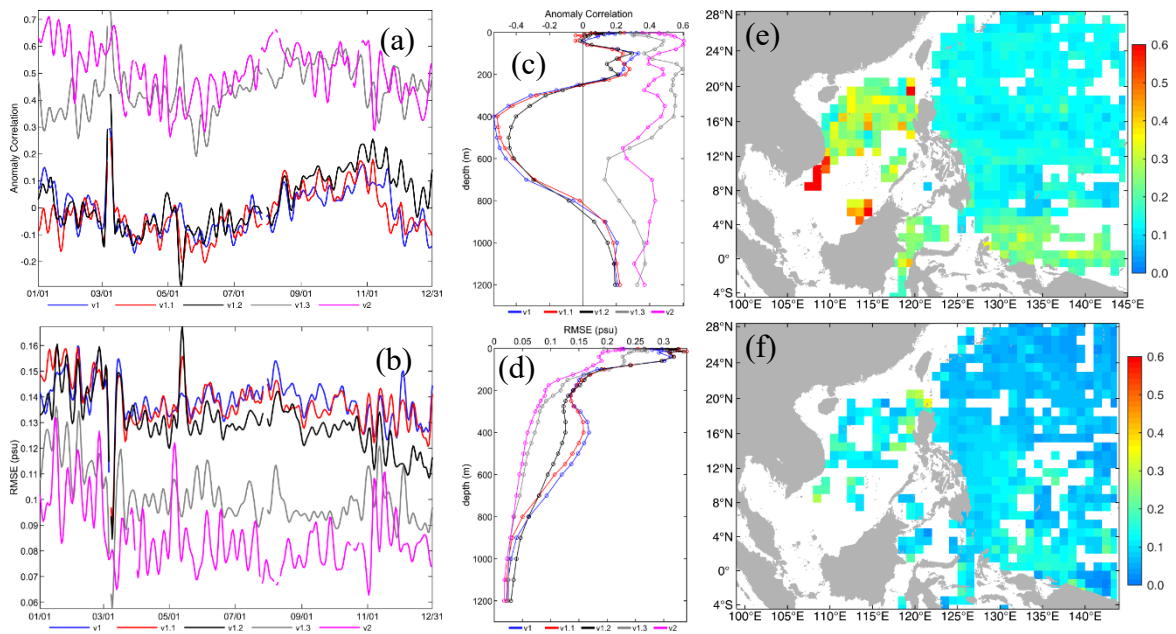 (a)
Anomaly Correlation
0.7
0.6
0.5
0.4
0.3
0.2
0.1
0
-0.1
-0.2
01/01 03/01 05/01 07/01 09/01 11/01 12/31
v1 v1.1 v1.2 v1.3 v2
(b)
RMSE (psu)
0.16
0.15
0.14
0.13
0.12
0.11
0.1
0.09
0.08
0.07
0.06
01/01 03/01 05/01 07/01 09/01 11/01 12/31
v1 v1.1 v1.2 v1.3 v2
Anomaly Correlation
-0.4 -0.2 0 0.2 0.4 0.6
(c)
depth (m)
0
200
400
600
800
1000
1200
v1 v1.1 v1.2 v1.3 v2
RMSE (psu)
0 0.05 0.1 0.15 0.2 0.25 0.3
(d)
depth (m)
0
200
400
600
800
1000
1200
v1 v1.1 v1.2 v1.3 v2
(e)
28°N
24°N
20°N
16°N
12°N
8°N
4°N
0°
4°S
100°E 105°E 110°E 115°E 120°E 125°E 130°E 135°E 140°E 145°E
0.6
0.5
0.4
0.3
0.2
0.1
0.0
(f)
28°N
24°N
20°N
16°N
12°N
8°N
4°N
0°
4°S
100°E 105°E 110°E 115°E 120°E 125°E 130°E 135°E 140°E
0.6
0.5
0.4
0.3
0.2
0.1
0.0